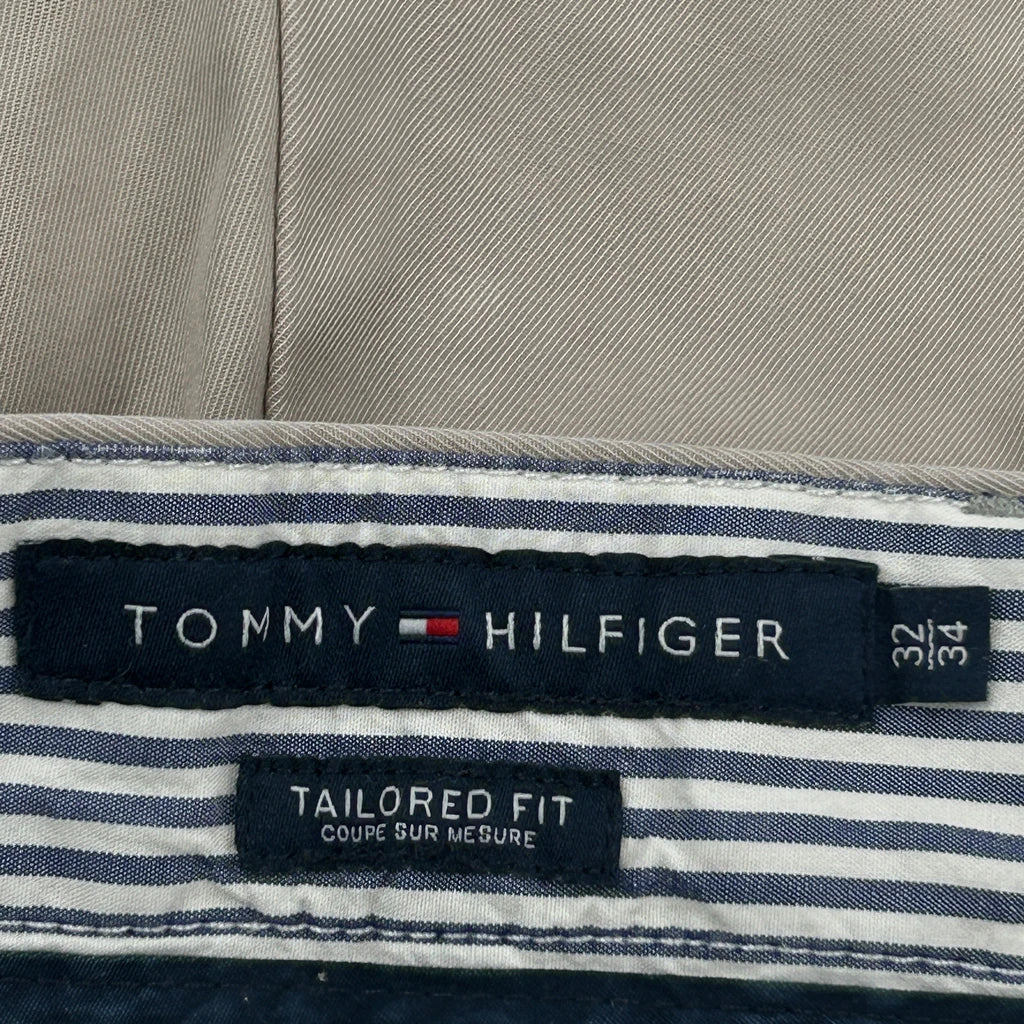 TOMMY HILFIGER
32
34
TAILORED FIT
COUPE SUR MESURE